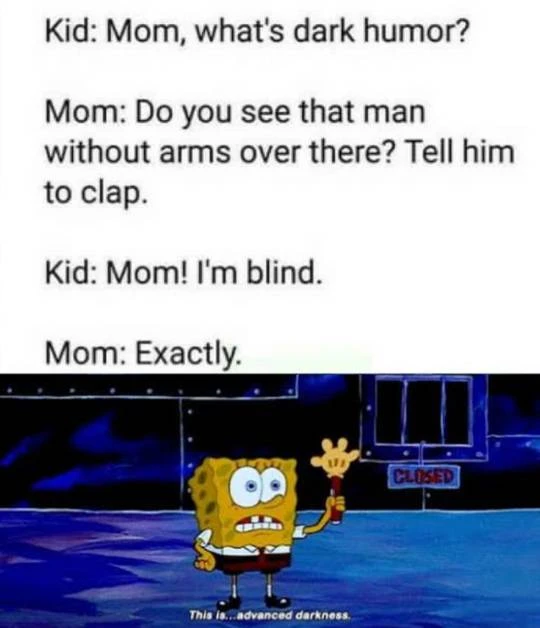 Kid: Mom, what's dark humor?
Mom: Do you see that man
without arms over there? Tell him
to clap.
Kid: Mom! I'm blind.
Mom: Exactly.
CLOSED
This is...advanced darkness.